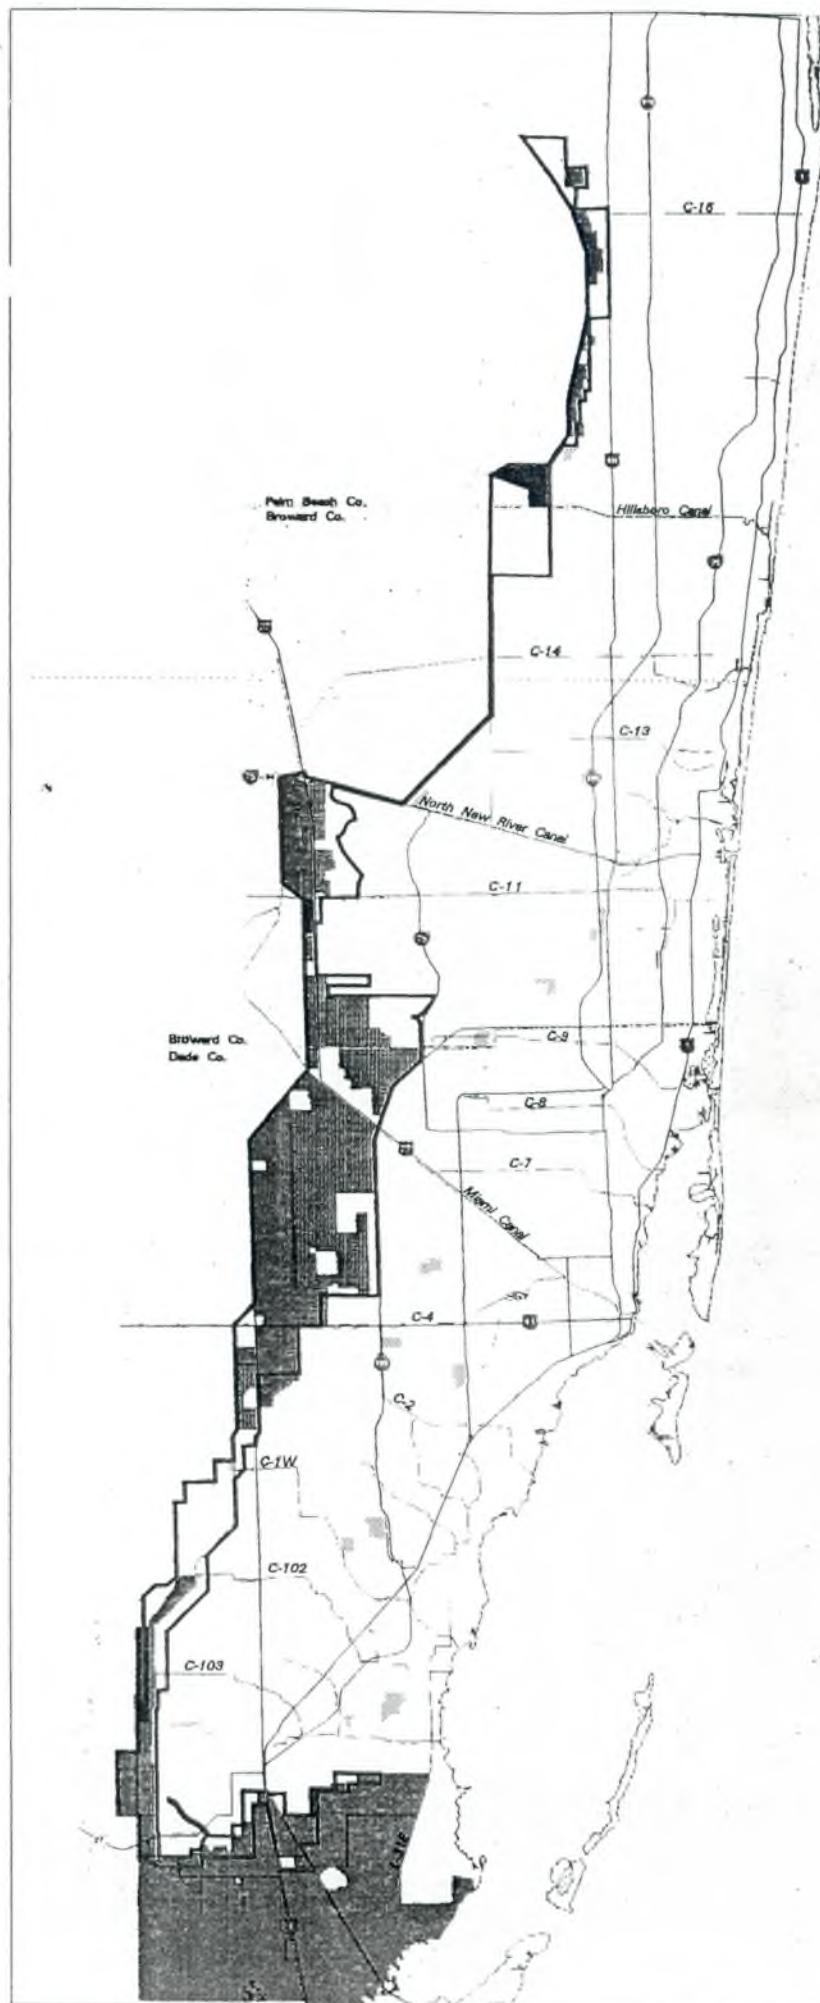 C-16
Palm Beach Co.
Broward Co.
Hillsboro Canal
C-14
C-13
North New River Canal
C-11
Broward Co.
Dade Co.
C-9
C-8
C-7
Miami Canal
C-4
C-2
C-1W
C-102
C-103
L-31E